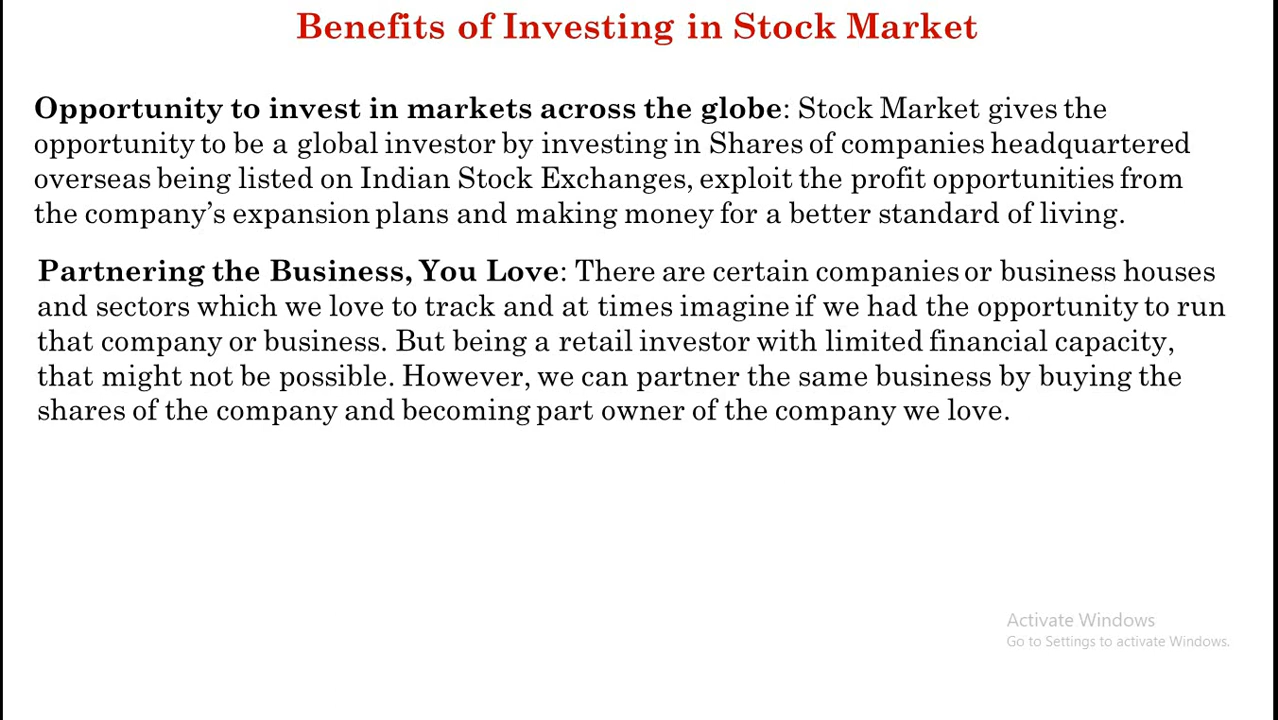 Benefits of Investing in Stock Market
Opportunity to invest in markets across the globe: Stock Market gives the
opportunity to be a global investor by investing in Shares of companies headquartered
overseas being listed on Indian Stock Exchanges, exploit the profit opportunities from
the company's expansion plans and making money for a better standard of living.
Partnering the Business, You Love: There are certain companies or business houses
and sectors which we love to track and at times imagine if we had the opportunity to run
that company or business. But being a retail investor with limited financial capacity,
that might not be possible. However, we can partner the same business by buying the
shares of the company and becoming part owner of the company we love.
Activate Windows
Go to Settings to activate Windows.